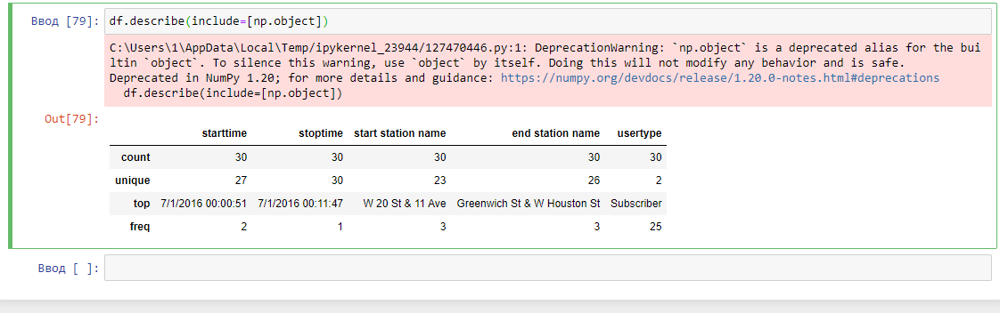 Ввод [79]: df.describe(include=[np.object])
C:\Users\1\AppData\Local\Temp/ipykernel_23944/127470446.py:1: DeprecationWarning: `np.object` is a deprecated alias for the bui
ltin `object`. To silence this warning, use `object` by itself. Doing this will not modify any behavior and is safe.
Deprecated in NumPy 1.20; for more details and guidance: https://numpy.org/devdocs/release/1.20.0-notes.html#deprecations
  df.describe(include=[np.object])
Out[79]:
starttime stoptime start station name end station name usertype
count 30 30 30 30 30
unique 27 30 23 26 2
top 7/1/2016 00:00:51 7/1/2016 00:11:47 W 20 St & 11 Ave Greenwich St & W Houston St Subscriber
freq 2 1 3 3 25
Ввод [ ]: